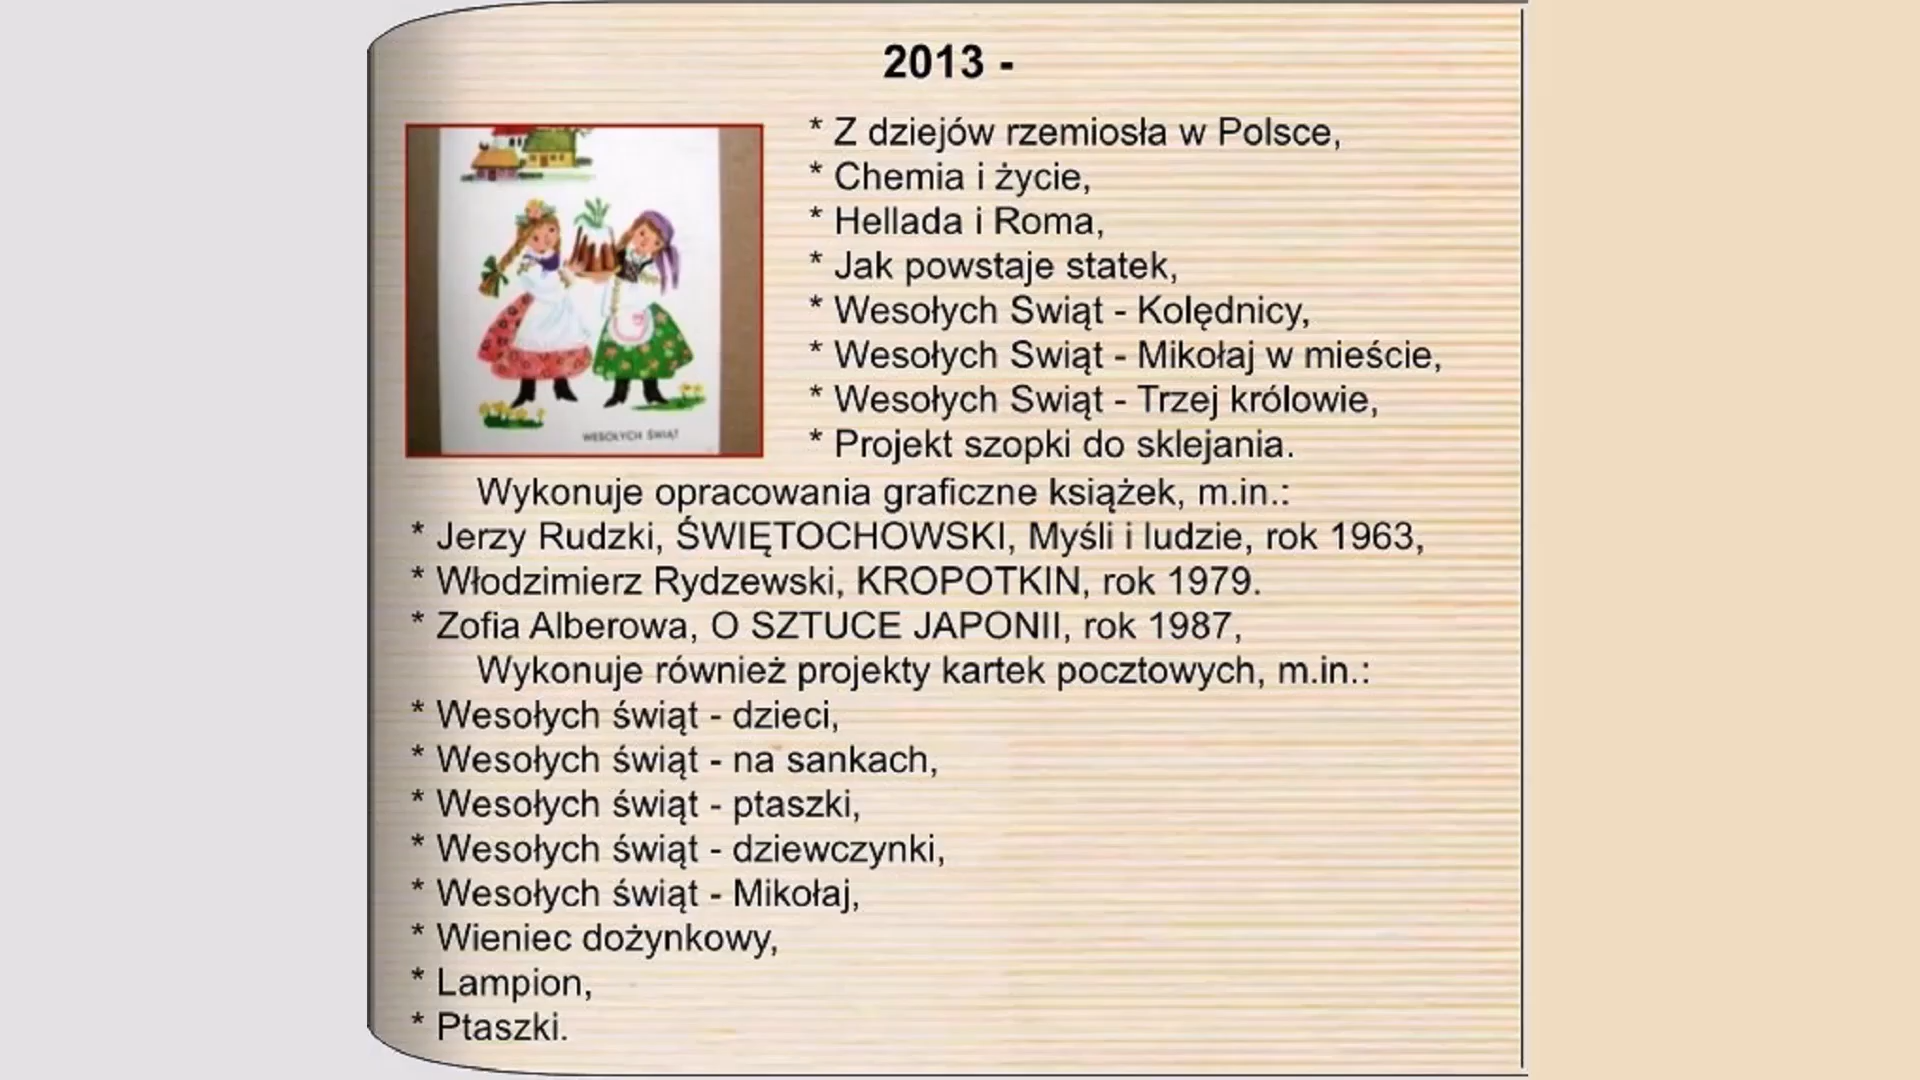 2013 -
* Z dziejów rzemiosła w Polsce,
* Chemia i życie,
* Hellada i Roma,
* Jak powstaje statek,
* Wesołych Swiąt - Kolędnicy,
* Wesołych Swiąt - Mikołaj w mieście,
* Wesołych Swiąt - Trzej królowie,
* Projekt szopki do sklejania.
WESOŁYCH ŚWIĄT
Wykonuje opracowania graficzne książek, m.in.:
* Jerzy Rudzki, ŚWIĘTOCHOWSKI, Myśli i ludzie, rok 1963,
* Włodzimierz Rydzewski, KROPOTKIN, rok 1979.
* Zofia Alberowa, O SZTUCE JAPONII, rok 1987,
Wykonuje również projekty kartek pocztowych, m.in.:
* Wesołych świąt - dzieci,
* Wesołych świąt - na sankach,
* Wesołych świąt - ptaszki,
* Wesołych świąt - dziewczynki,
* Wesołych świąt - Mikołaj,
* Wieniec dożynkowy,
* Lampion,
* Ptaszki.